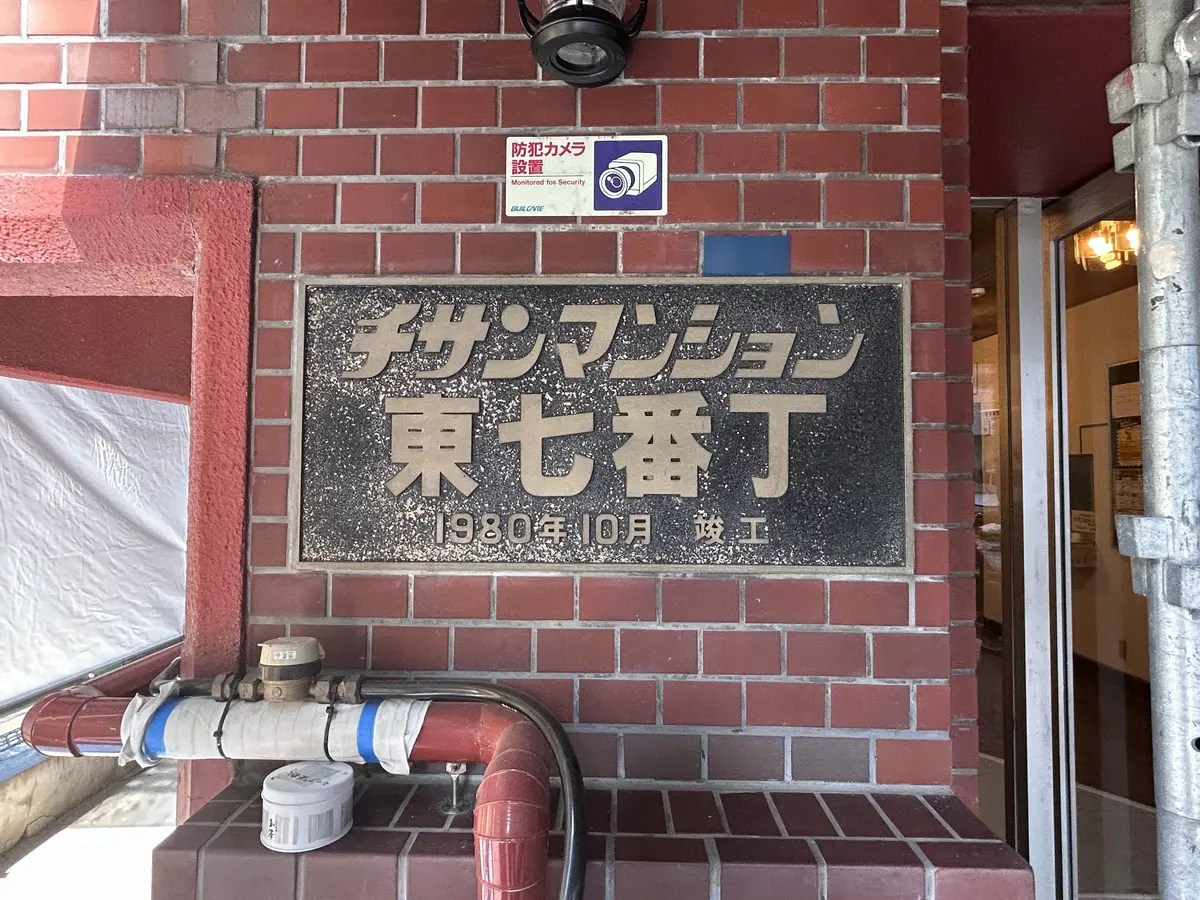 防犯カメラ
設置
Monitored for Security
BUILCAVIE
チサンマンション
東七番丁
1980年10月 竣工